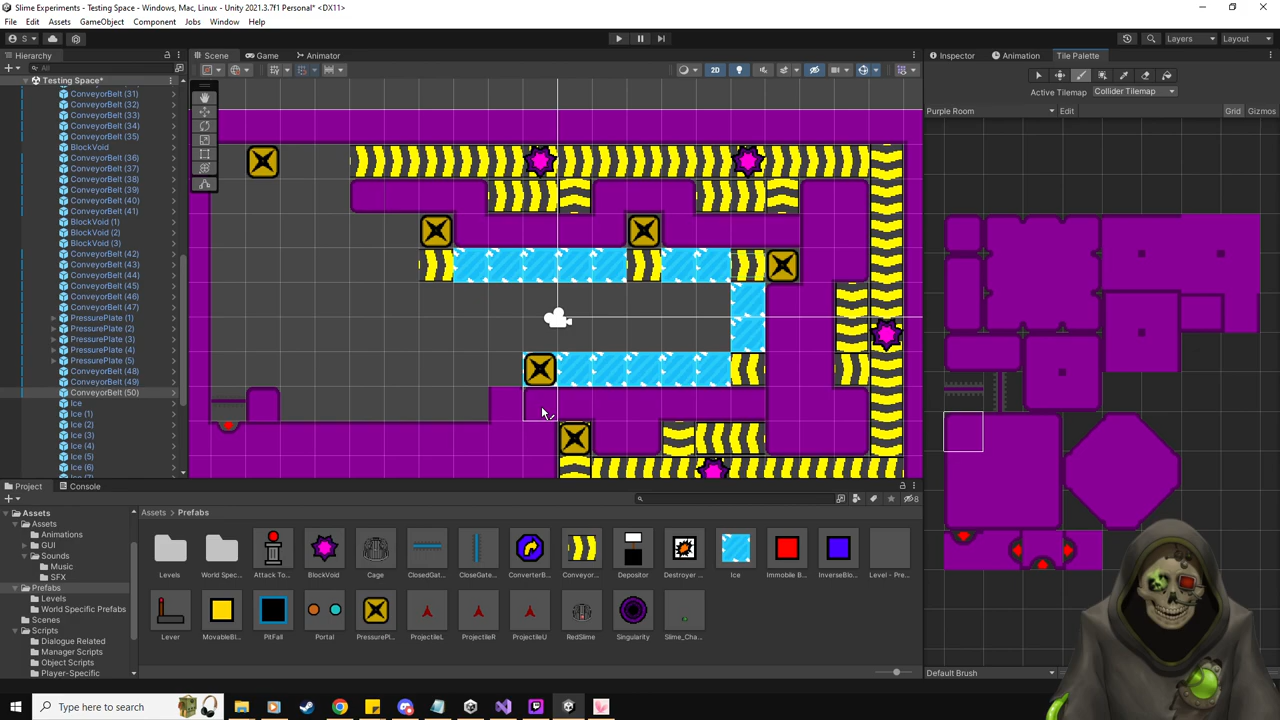 Slime Experiments - Testing Space - Windows, Mac, Linux - Unity 2021.3.7f1 Personal* <DX11>
File Edit Assets GameObject Component Jobs Window Help
S Layers Layout
Hierarchy Scene Game Animator Inspector Animation Tile Palette
All 2D
Testing Space*
Active Tilemap Collider Tilemap
Purple Room Edit Grid Gizmos
ConveyorBelt (31)
ConveyorBelt (32)
ConveyorBelt (33)
ConveyorBelt (34)
ConveyorBelt (35)
BlockVoid
ConveyorBelt (36)
ConveyorBelt (37)
ConveyorBelt (38)
ConveyorBelt (39)
ConveyorBelt (40)
ConveyorBelt (41)
BlockVoid (1)
BlockVoid (2)
BlockVoid (3)
ConveyorBelt (42)
ConveyorBelt (43)
ConveyorBelt (44)
ConveyorBelt (45)
ConveyorBelt (46)
ConveyorBelt (47)
PressurePlate (1)
PressurePlate (2)
PressurePlate (3)
PressurePlate (4)
PressurePlate (5)
ConveyorBelt (48)
ConveyorBelt (49)
ConveyorBelt (50)
Ice
Ice (1)
Ice (2)
Ice (3)
Ice (4)
Ice (5)
Ice (6)
Project Console
8
Assets > Prefabs
Assets
Assets
Animations
GUI
Sounds
Music
SFX
Prefabs
Levels
World Specific Prefabs
Scenes
Scripts
Dialogue Related
Manager Scripts
Object Scripts
Player-Specific
Levels World Spec... Attack To... BlockVoid Cage ClosedGate... CloseGate... ConverterB... Conveyor... Depositor Destroyer ... Ice Immobile B... InverseBlo... Level - Pre...
Lever MovableBl... PitFall Portal PressurePl... ProjectileL ProjectileR ProjectileU RedSlime Singularity Slime_Cha...
Default Brush
Type here to search